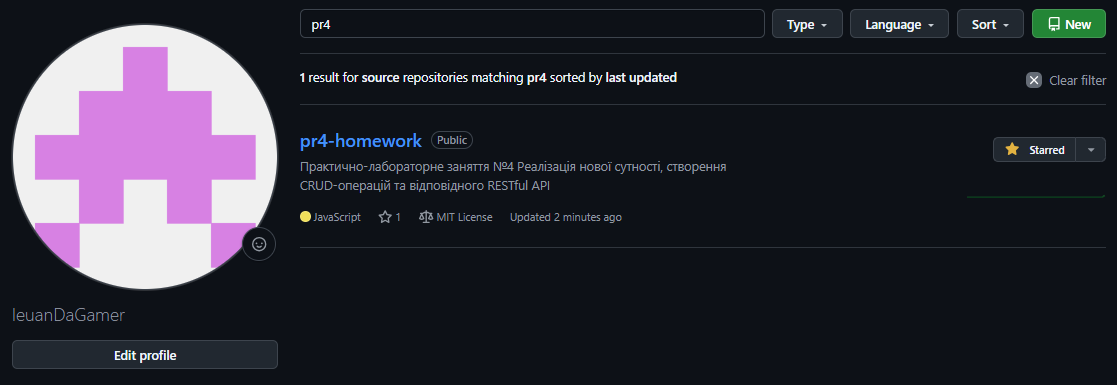 pr4
Type
Language
Sort
New
1 result for source repositories matching pr4 sorted by last updated
Clear filter
pr4-homework
Public
Starred
Практично-лабораторне заняття №4 Реалізація нової сутності, створення
CRUD-операцій та відповідного RESTful API
JavaScript
1
MIT License
Updated 2 minutes ago
IeuanDaGamer
Edit profile